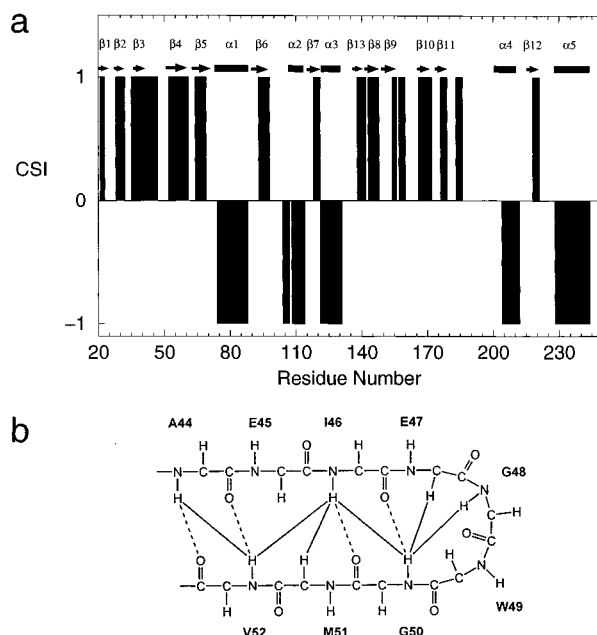 a
β1 β2 β3 β4 β5 α1 β6 α2 β7 α3 β13 β8 β9 β10 β11 α4 β12 α5
1
CSI
0
−1
20 50 80 110 140 170 200 230
Residue Number
b
A44 E45 I46 E47
H O H O
G48
N C C N C C N C C N C C
H H O H
O H H O H H N
C H
O H H O H O C
H
C C N C C N C C N C C N H
H O H O H O
W49
V52 M51 G50